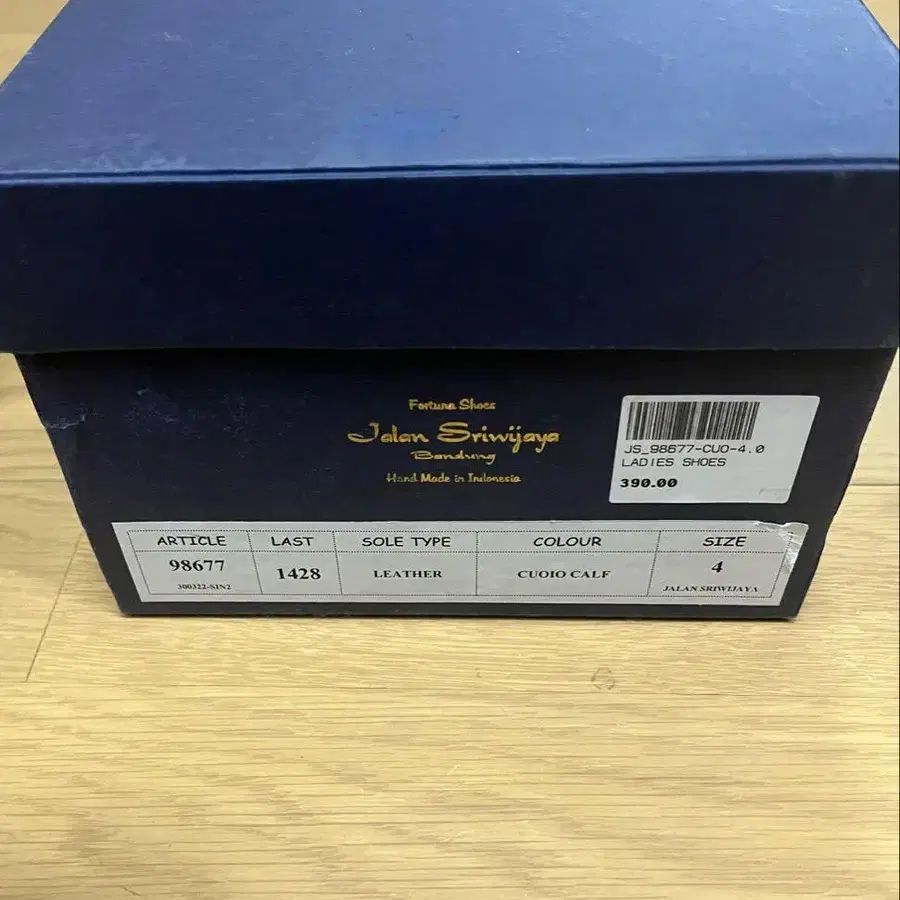 Fortuna Shoes
Jalan Sriwijaya
Bandung
Hand Made in Indonesia
JS_98677-CUO-4.0
LADIES SHOES
390.00
ARTICLE LAST SOLE TYPE COLOUR SIZE
98677 1428 LEATHER CUOIO CALF 4
300322-SIN2 JALAN SRIWIJAYA